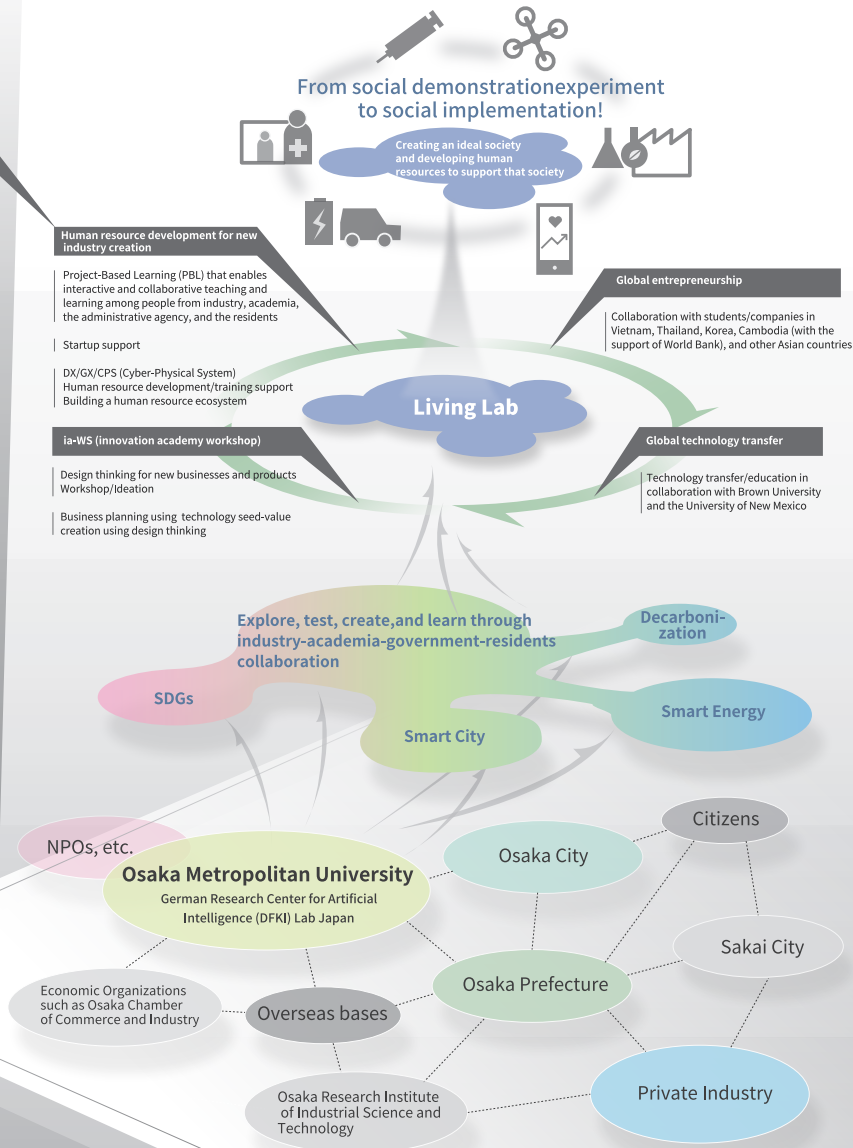 From social demonstrationexperiment
to social implementation!
Creating an ideal society
and developing human
resources to support that society
Human resource development for new
industry creation
Project-Based Learning (PBL) that enables
interactive and collaborative teaching and
learning among people from industry, academia,
the administrative agency, and the residents
Startup support
DX/GX/CPS (Cyber-Physical System)
Human resource development/training support
Building a human resource ecosystem
Global entrepreneurship
Collaboration with students/companies in
Vietnam, Thailand, Korea, Cambodia (with the
support of World Bank), and other Asian countries
Living Lab
ia-WS (innovation academy workshop)
Design thinking for new businesses and products
Workshop/Ideation
Business planning using technology seed-value
creation using design thinking
Global technology transfer
Technology transfer/education in
collaboration with Brown University
and the University of New Mexico
Explore, test, create,and learn through
industry-academia-government-residents
collaboration
Decarboni-
zation
SDGs
Smart City
Smart Energy
NPOs, etc.
Osaka Metropolitan University
German Research Center for Artificial
Intelligence (DFKI) Lab Japan
Osaka City
Citizens
Sakai City
Osaka Prefecture
Economic Organizations
such as Osaka Chamber
of Commerce and Industry
Overseas bases
Osaka Research Institute
of Industrial Science and
Technology
Private Industry